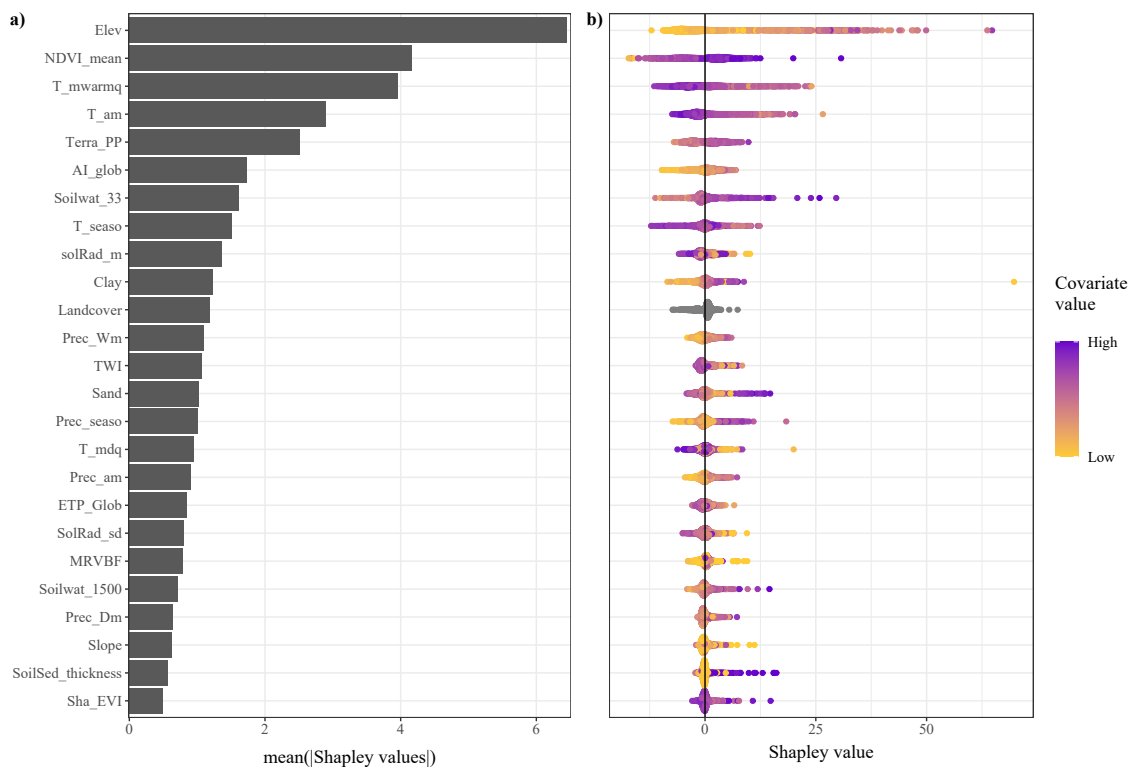 a)
Elev
NDVI_mean
T_mwarmq
T_am
Terra_PP
AI_glob
Soilwat_33
T_seaso
solRad_m
Clay
Landcover
Prec_Wm
TWI
Sand
Prec_seaso
T_mdq
Prec_am
ETP_Glob
SolRad_sd
MRVBF
Soilwat_1500
Prec_Dm
Slope
SoilSed_thickness
Sha_EVI
0 2 4 6
mean(|Shapley values|)
b)
0 25 50
Shapley value
Covariate
value
High
Low